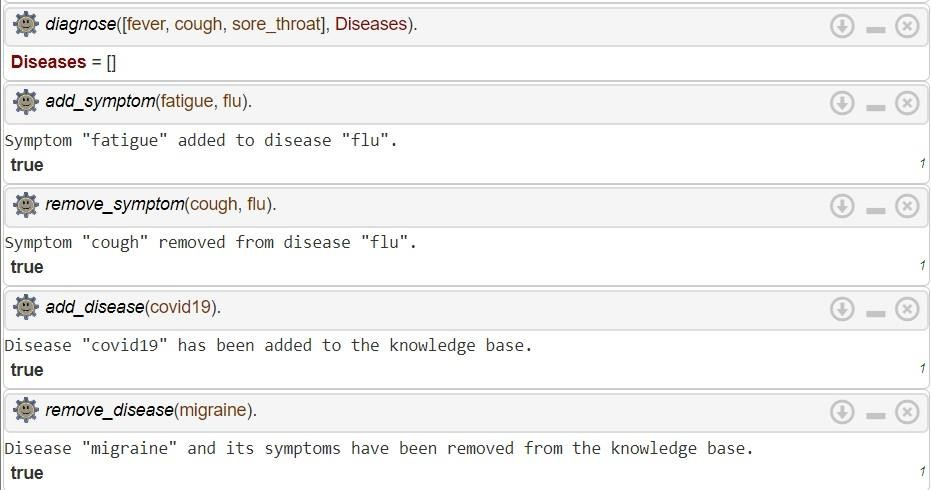 diagnose([fever, cough, sore_throat], Diseases).
Diseases = []
add_symptom(fatigue, flu).
Symptom "fatigue" added to disease "flu".
true 1
remove_symptom(cough, flu).
Symptom "cough" removed from disease "flu".
true 1
add_disease(covid19).
Disease "covid19" has been added to the knowledge base.
true 1
remove_disease(migraine).
Disease "migraine" and its symptoms have been removed from the knowledge base.
true 1